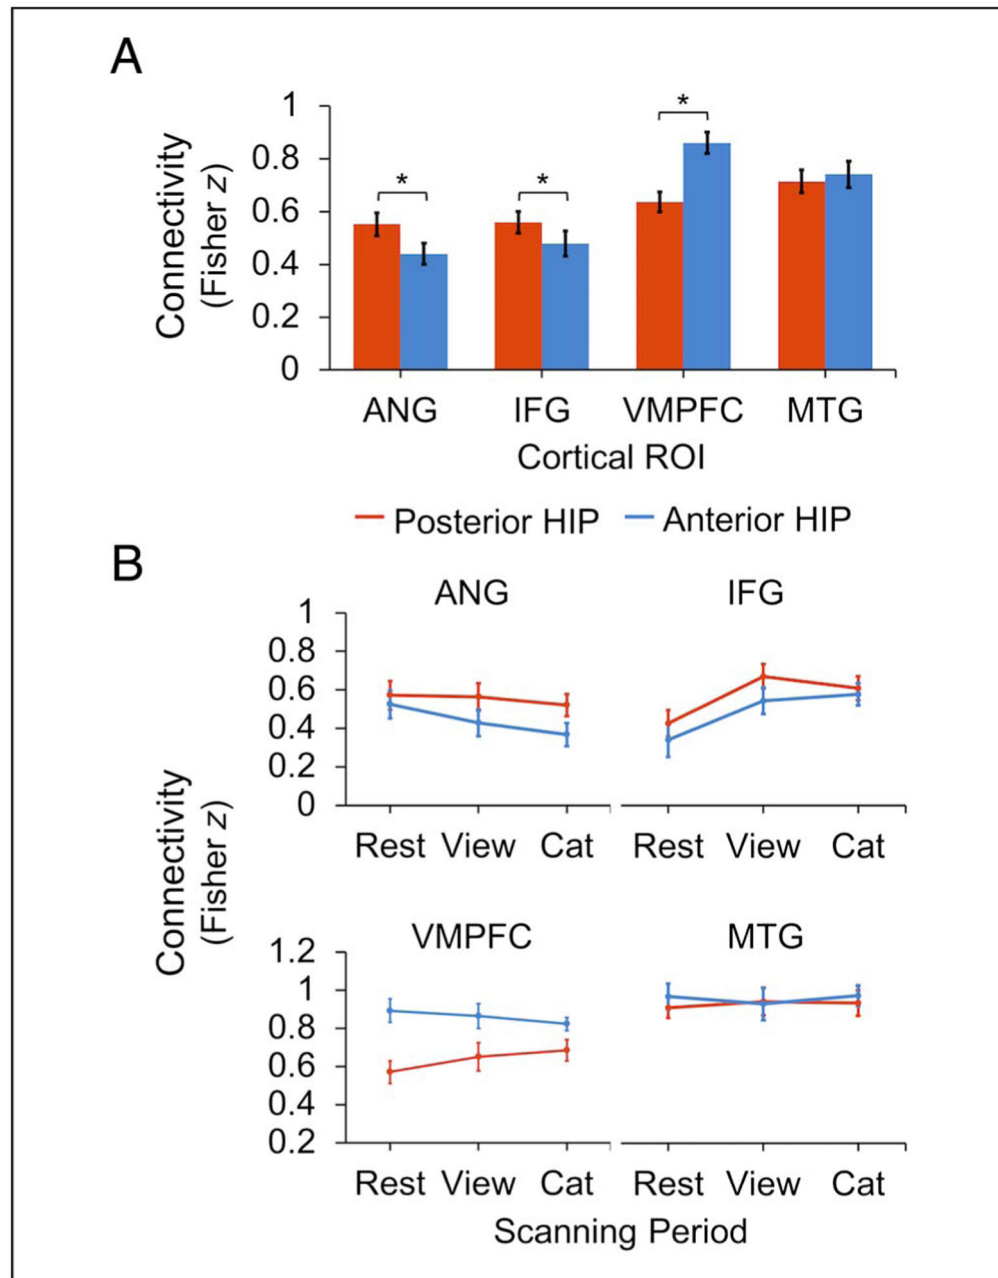 A
Connectivity
(Fisher z)
1
0.8
0.6
0.4
0.2
0
*
*
*
ANG IFG VMPFC MTG
Cortical ROI
Posterior HIP Anterior HIP
B
Connectivity
(Fisher z)
ANG IFG
1
0.8
0.6
0.4
0.2
0
Rest View Cat Rest View Cat
VMPFC MTG
1.2
1
0.8
0.6
0.4
0.2
Rest View Cat Rest View Cat
Scanning Period